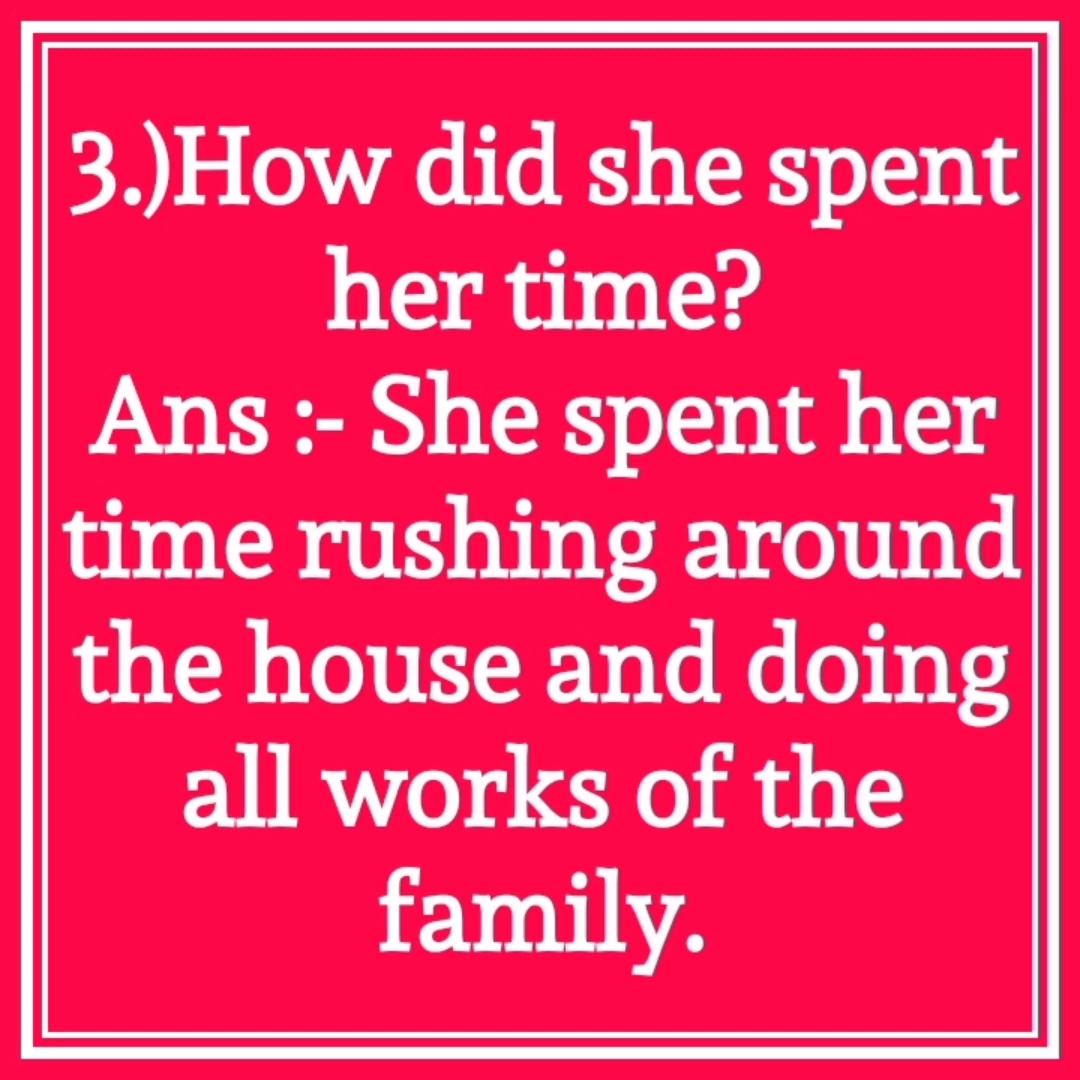 3.)How did she spent
her time?
Ans :- She spent her
time rushing around
the house and doing
all works of the
family.